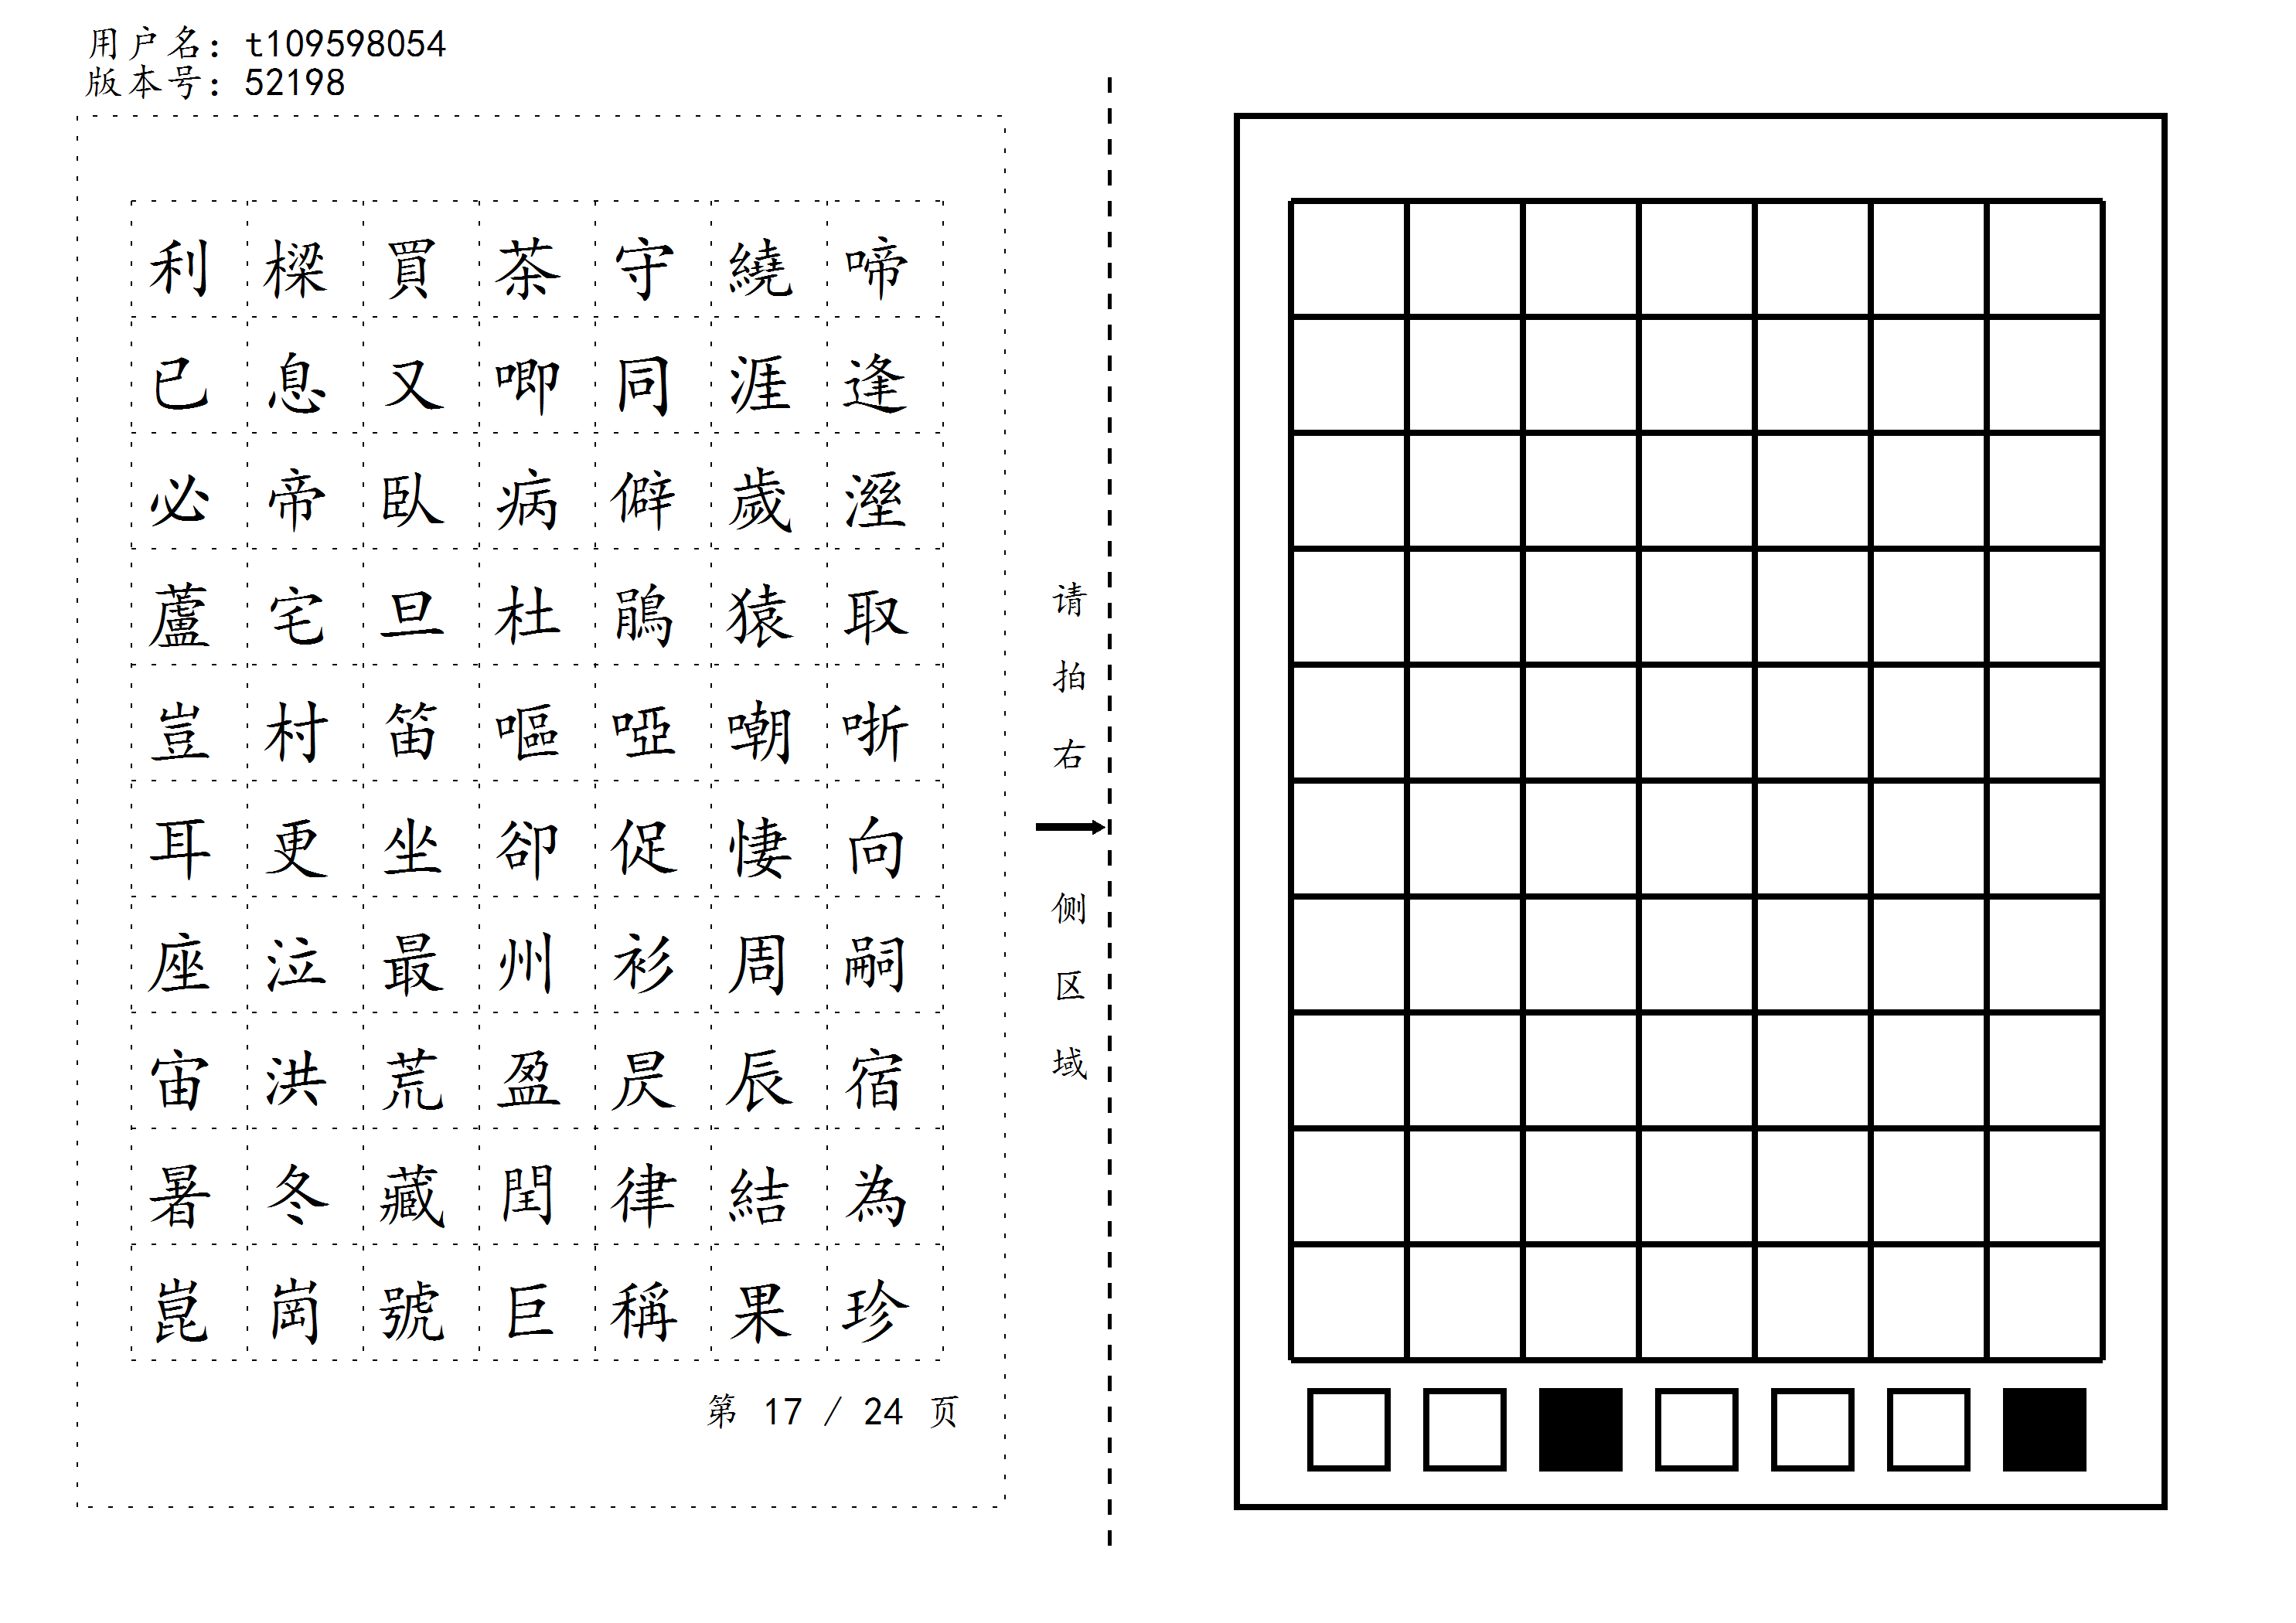 用户名: t109598054
版本号: 52198
利樑買茶守繞啼
已息又唧同涯逢
必帝臥病僻歲溼
蘆宅旦杜鵑猿取
豈村笛嘔啞嘲哳
耳更坐卻促悽向
座泣最州衫周嗣
宙洪荒盈昃辰宿
暑冬藏閏律結為
崑崗號巨稱果珍
第 17 / 24 页
请拍右侧区域